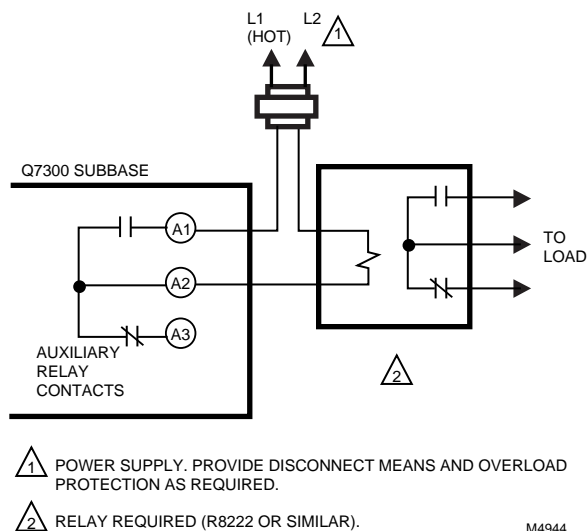 L1 L2
(HOT)
1
Q7300 SUBBASE
A1
A2
A3
AUXILIARY
RELAY
CONTACTS
TO
LOAD
2
1 POWER SUPPLY. PROVIDE DISCONNECT MEANS AND OVERLOAD
PROTECTION AS REQUIRED.
2 RELAY REQUIRED (R8222 OR SIMILAR).
M4944